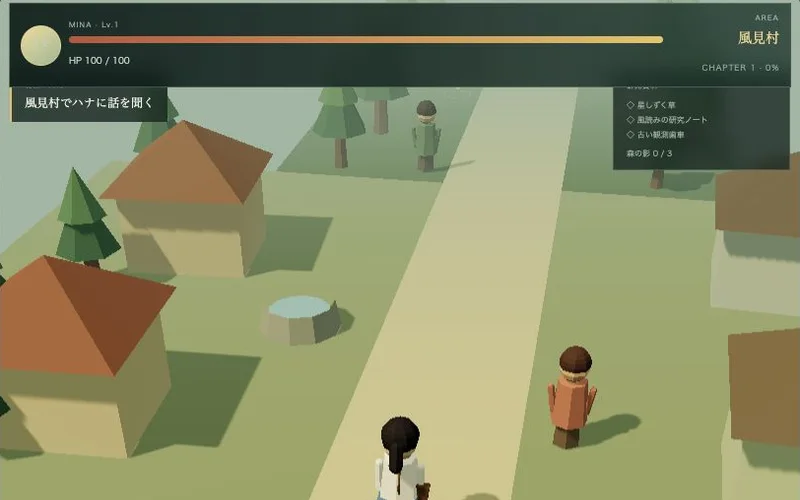 MINA · Lv.1
HP 100 / 100
AREA
風見村
CHAPTER 1 · 0%
風見村でハナに話を聞く
◇ 星しずく草
◇ 風読みの研究ノート
◇ 古い観測歯車
森の影 0 / 3